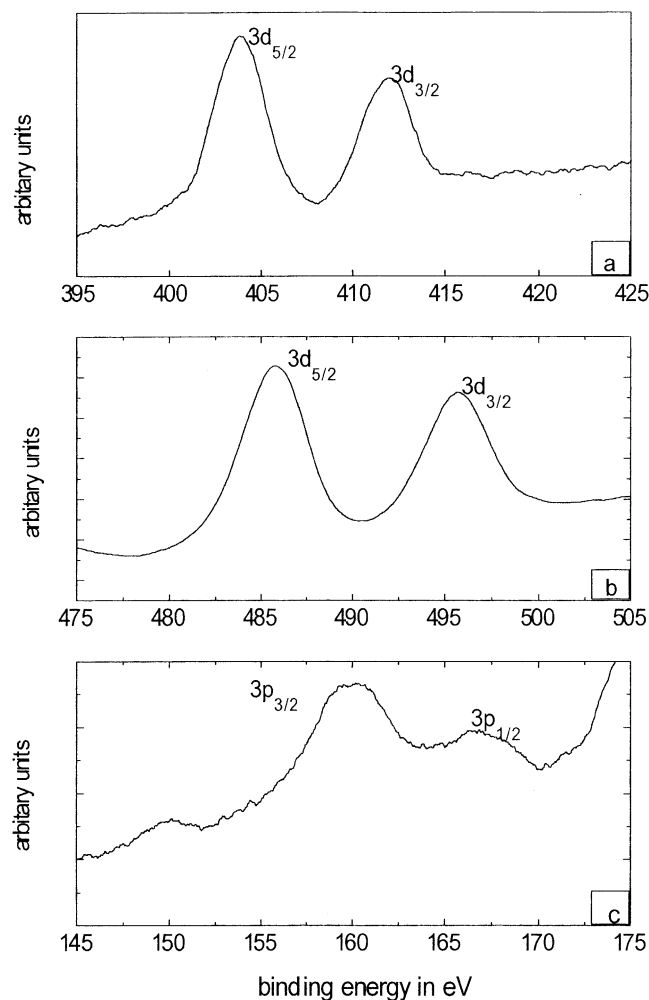 3d5/2
3d3/2
arbitary units
a
395 400 405 410 415 420 425
3d5/2
3d3/2
arbitary units
b
475 480 485 490 495 500 505
3p3/2
3p1/2
arbitary units
c
145 150 155 160 165 170 175
binding energy in eV